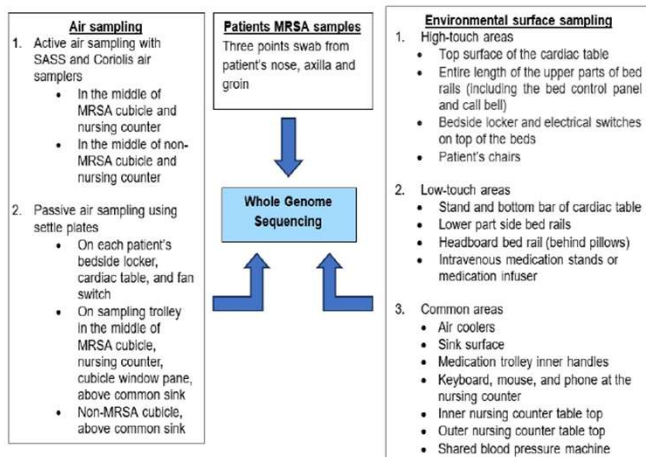 Air sampling
1. Active air sampling with
SASS and Coriolis air
samplers
• In the middle of
MRSA cubicle and
nursing counter
• In the middle of non-
MRSA cubicle and
nursing counter
2. Passive air sampling using
settle plates
• On each patient's
bedside locker,
cardiac table, and fan
switch
• On sampling trolley
in the middle of
MRSA cubicle,
nursing counter,
cubicle window pane,
above common sink
• Non-MRSA cubicle,
above common sink
Patients MRSA samples
Three points swab from
patient's nose, axilla and
groin
Whole Genome
Sequencing
Environmental surface sampling
1. High-touch areas
• Top surface of the cardiac table
• Entire length of the upper parts of bed
rails (including the bed control panel
and call bell)
• Bedside locker and electrical switches
on top of the beds
• Patient's chairs
2. Low-touch areas
• Stand and bottom bar of cardiac table
• Lower part side bed rails
• Headboard bed rail (behind pillows)
• Intravenous medication stands or
medication infuser
3. Common areas
• Air coolers
• Sink surface
• Medication trolley inner handles
• Keyboard, mouse, and phone at the
nursing counter
• Inner nursing counter table top
• Outer nursing counter table top
• Shared blood pressure machine